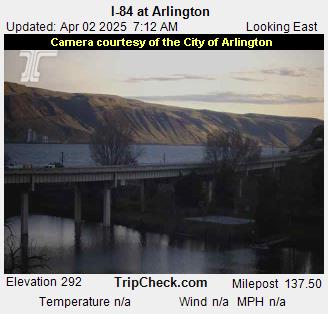 I-84 at Arlington
Updated: Apr 02 2025 7:12 AM Looking East
Camera courtesy of the City of Arlington
Elevation 292 TripCheck.com Milepost 137.50
Temperature n/a Wind n/a MPH n/a